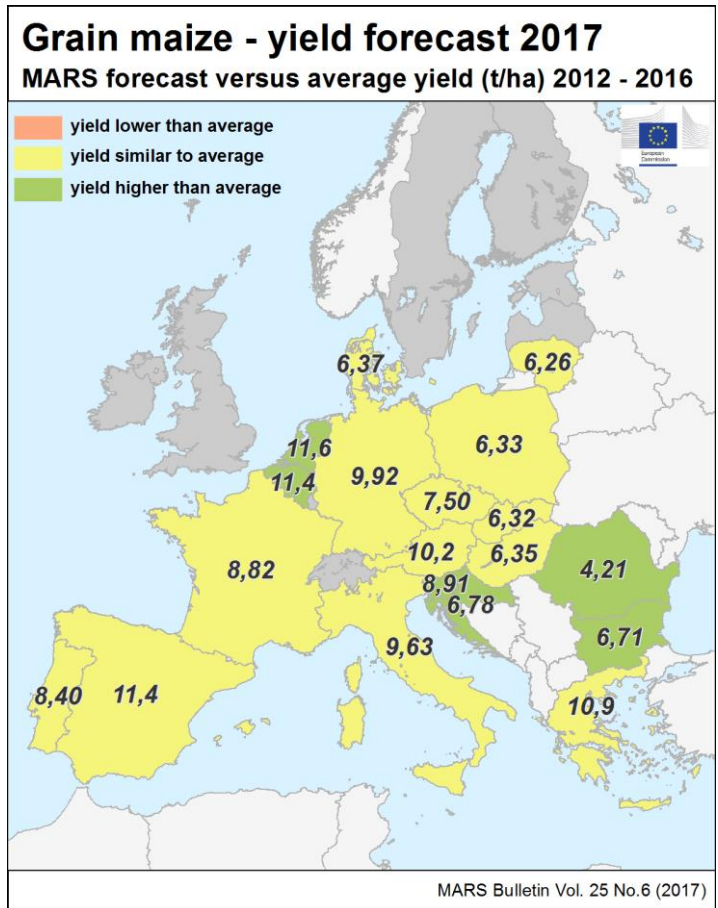 Grain maize - yield forecast 2017
MARS forecast versus average yield (t/ha) 2012 - 2016
yield lower than average
yield similar to average
yield higher than average
European
Commission
6,37
6,26
11,6
6,33
11,4
9,92
7,50
6,32
10,2
6,35
8,82
8,91
4,21
6,78
6,71
9,63
8,40
11,4
10,9
MARS Bulletin Vol. 25 No.6 (2017)